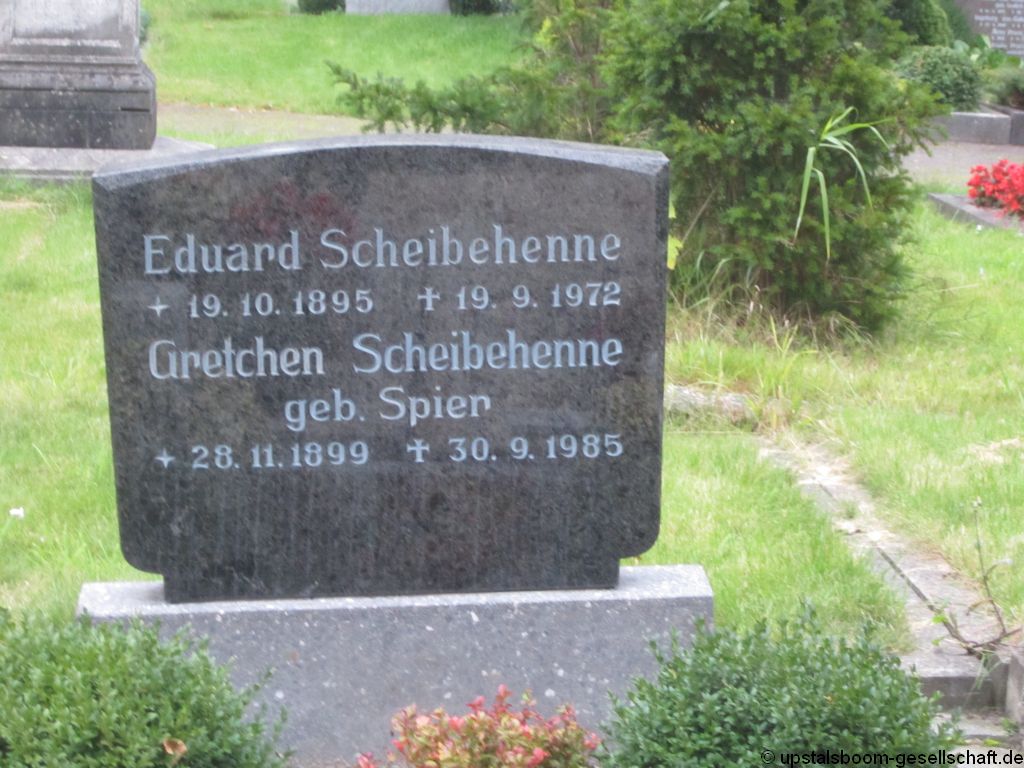 Eduard Scheibehenne
✦ 19. 10. 1895 ✝ 19. 9. 1972
Gretchen Scheibehenne
geb. Spier
✦ 28. 11. 1899 ✝ 30. 9. 1985
© upstalsboom-gesellschaft.de